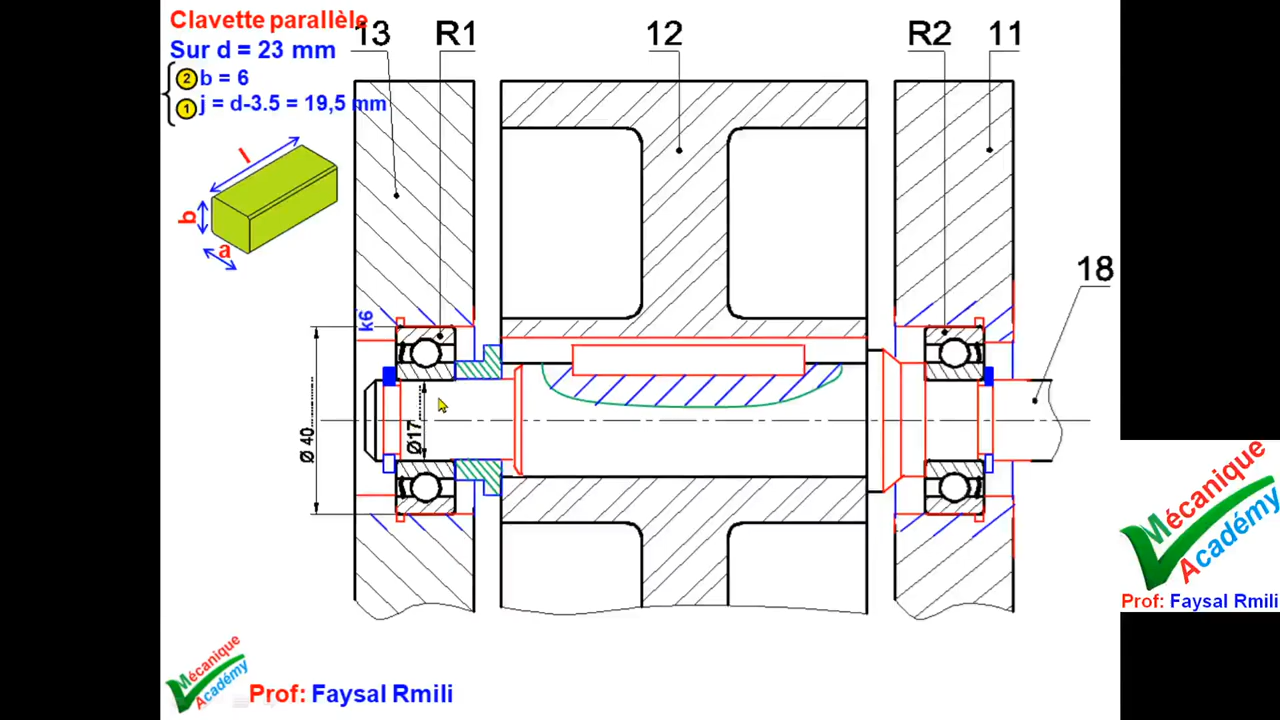 Clavette parallèle
Sur d = 23 mm
2 b = 6
1 j = d-3.5 = 19,5 mm
13
R1
12
R2
11
18
l
b
a
k6
Ø 40..........
Ø17........
Mécanique
Académy
Prof: Faysal Rmili
Mécanique
Académy
Prof: Faysal Rmili